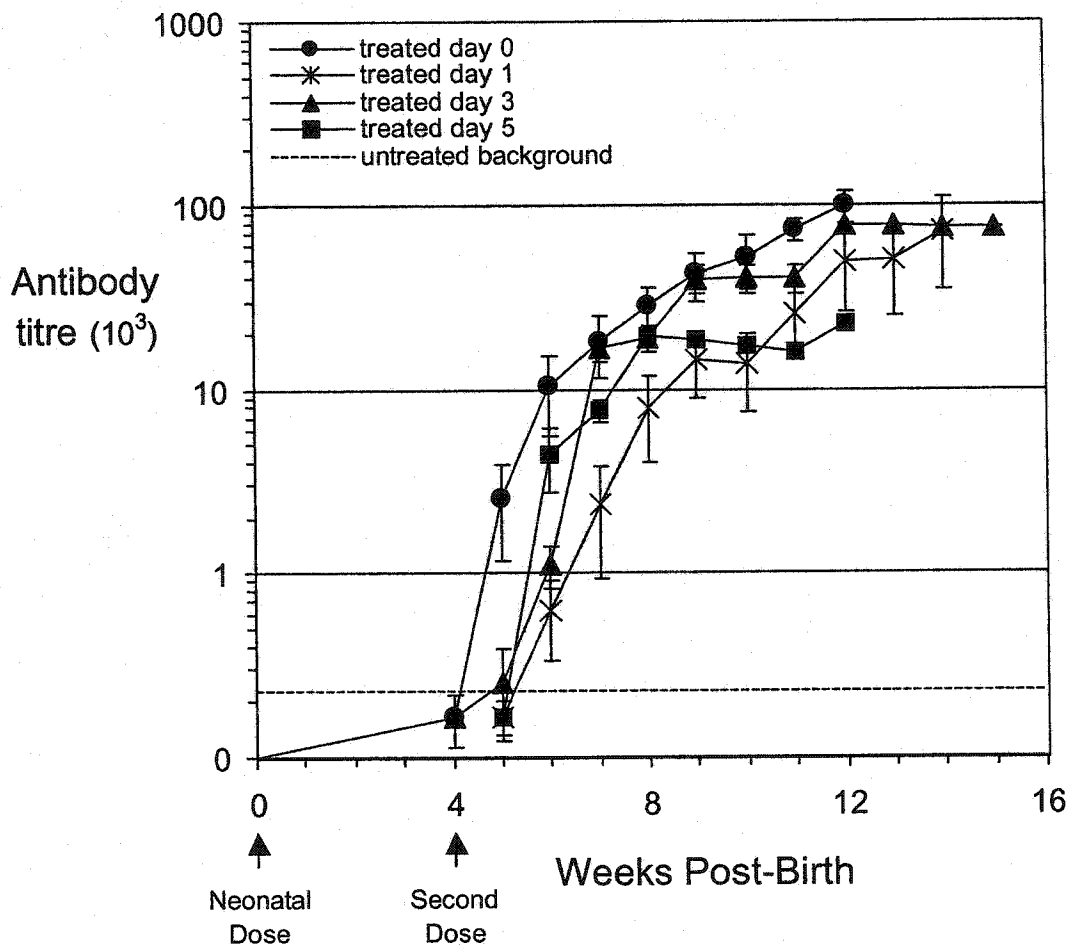 1000
treated day 0
treated day 1
treated day 3
treated day 5
untreated background
100
Antibody
titre (10³)
10
1
0
0 4 8 12 16
Weeks Post-Birth
Neonatal
Dose
Second
Dose